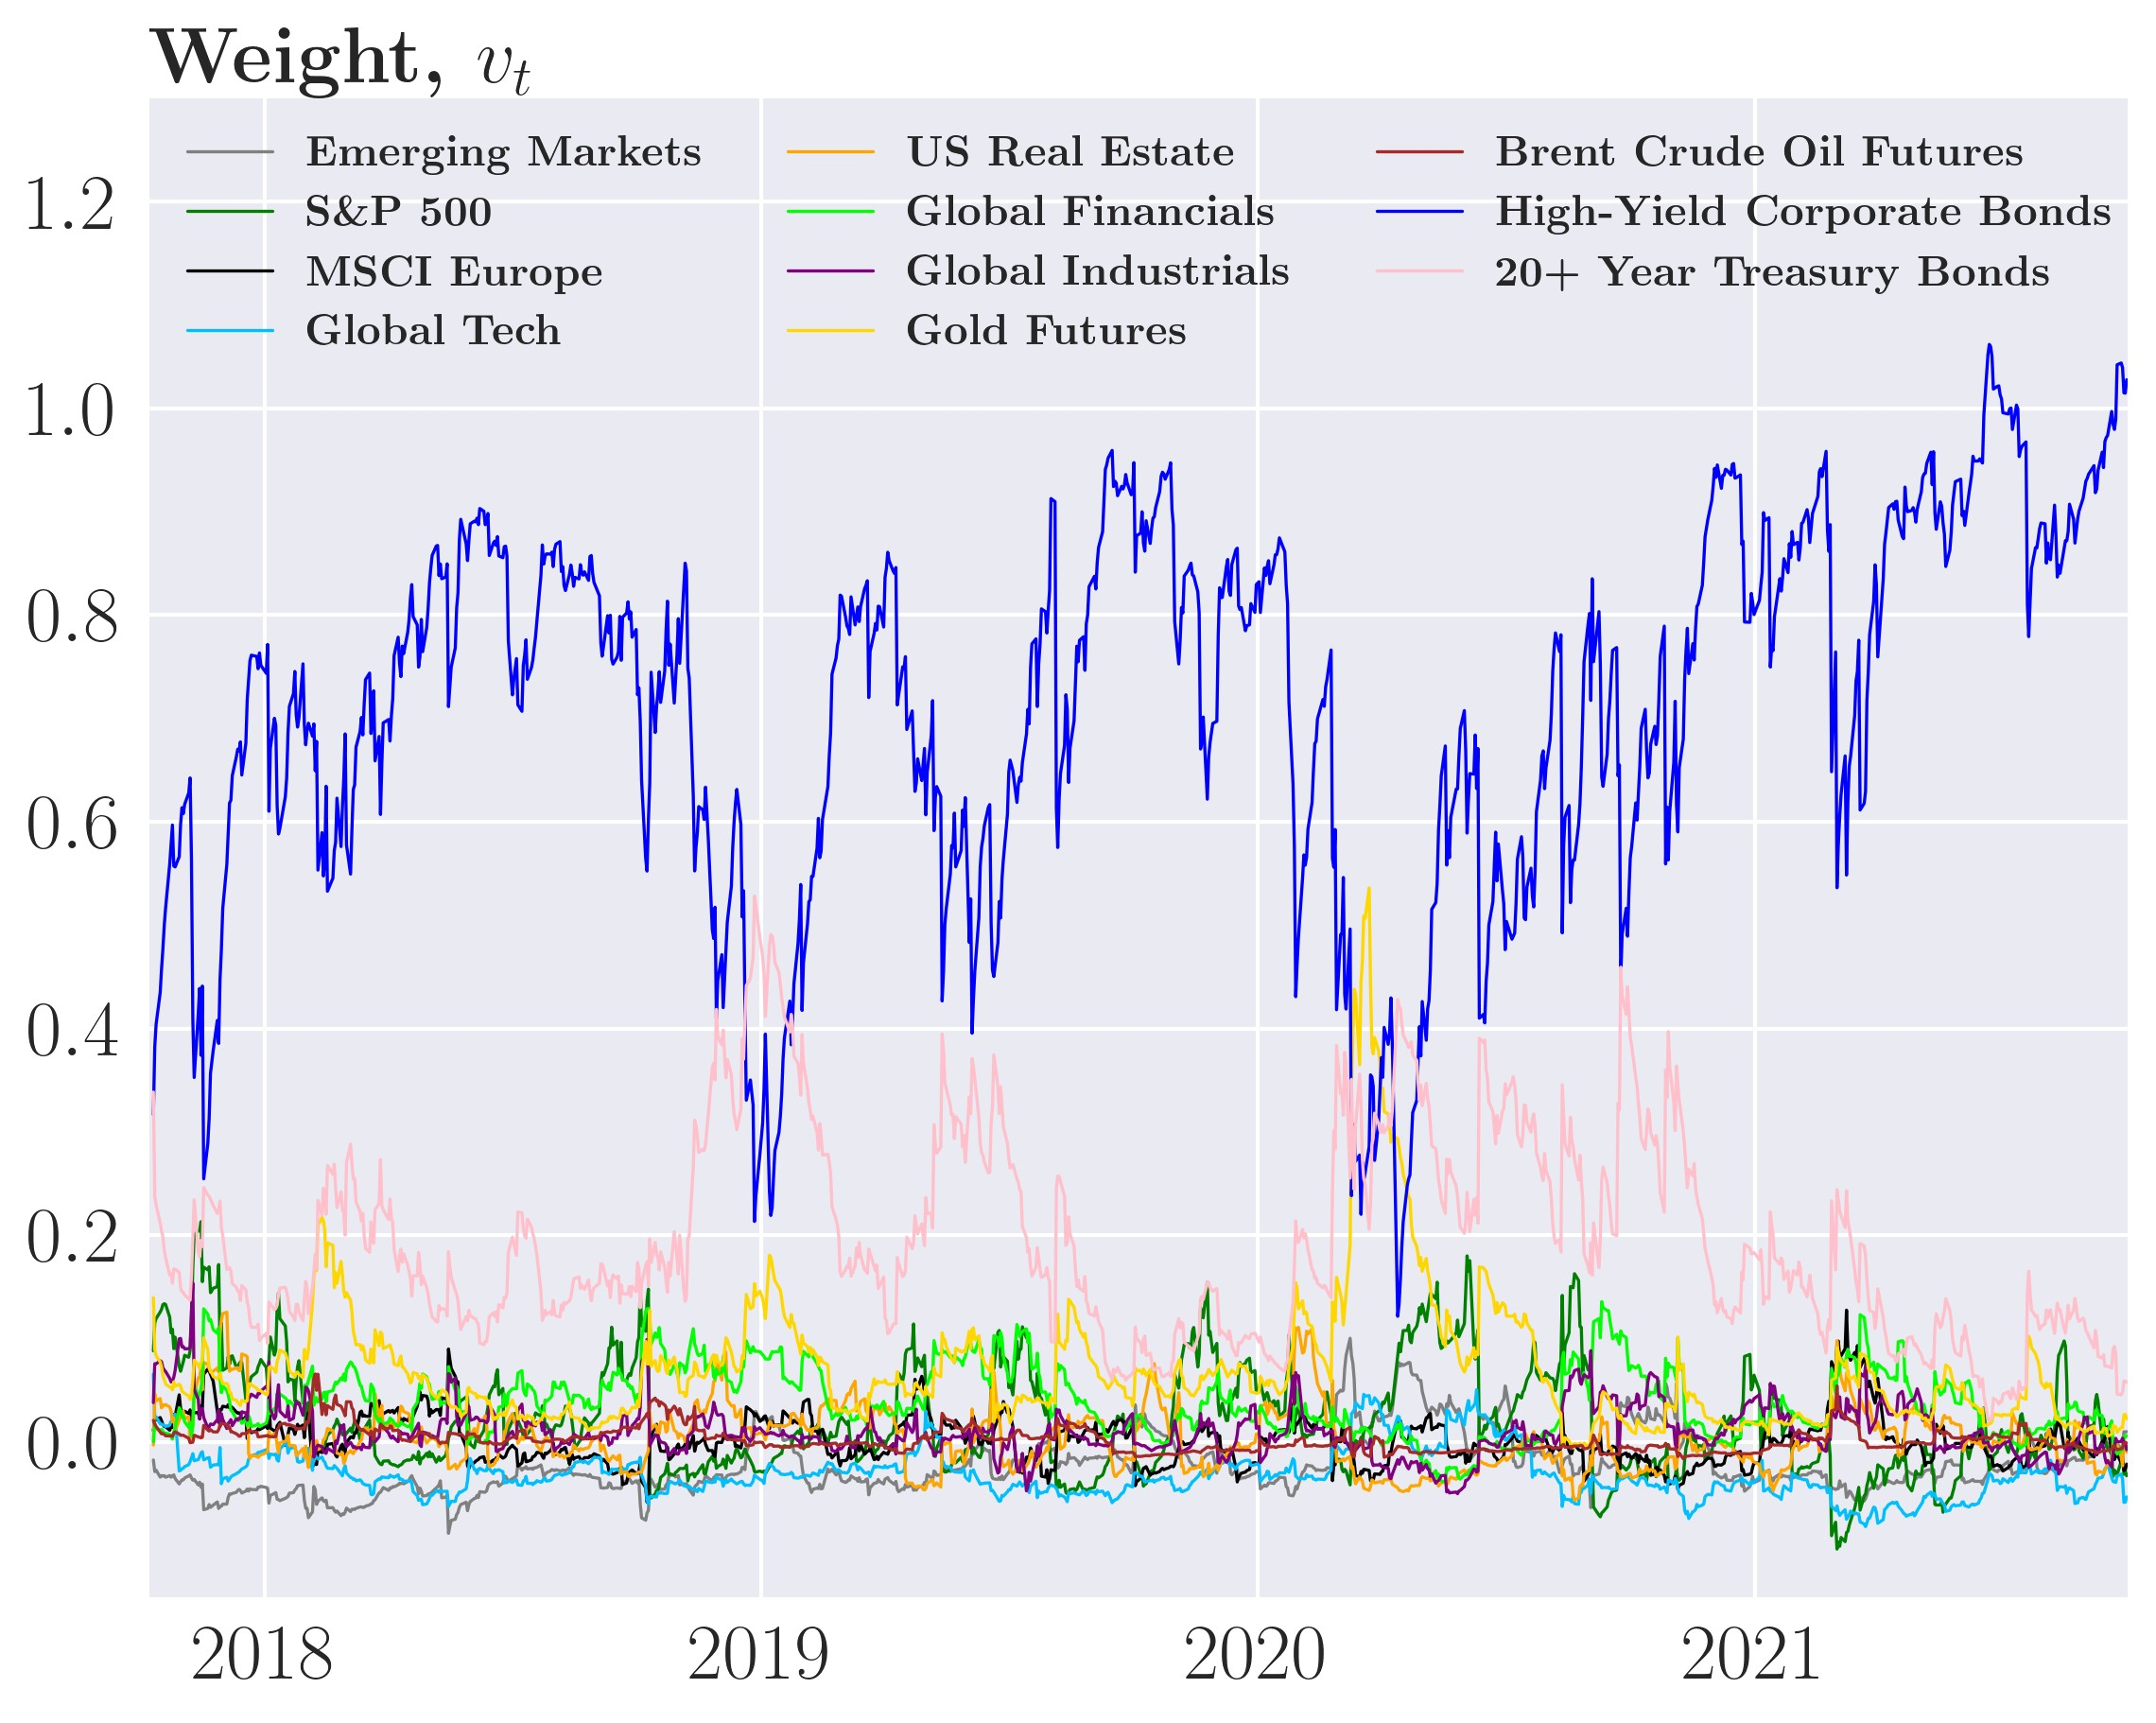 Weight, vₜ
Emerging Markets
S&P 500
MSCI Europe
Global Tech
US Real Estate
Global Financials
Global Industrials
Gold Futures
Brent Crude Oil Futures
High-Yield Corporate Bonds
20+ Year Treasury Bonds
1.2
1.0
0.8
0.6
0.4
0.2
0.0
2018 2019 2020 2021